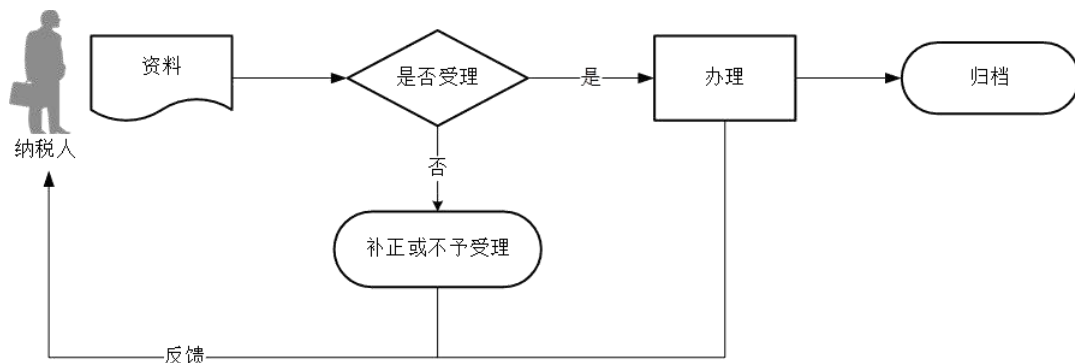 资料
是否受理
是
办理
归档
纳税人
否
补正或不予受理
反馈